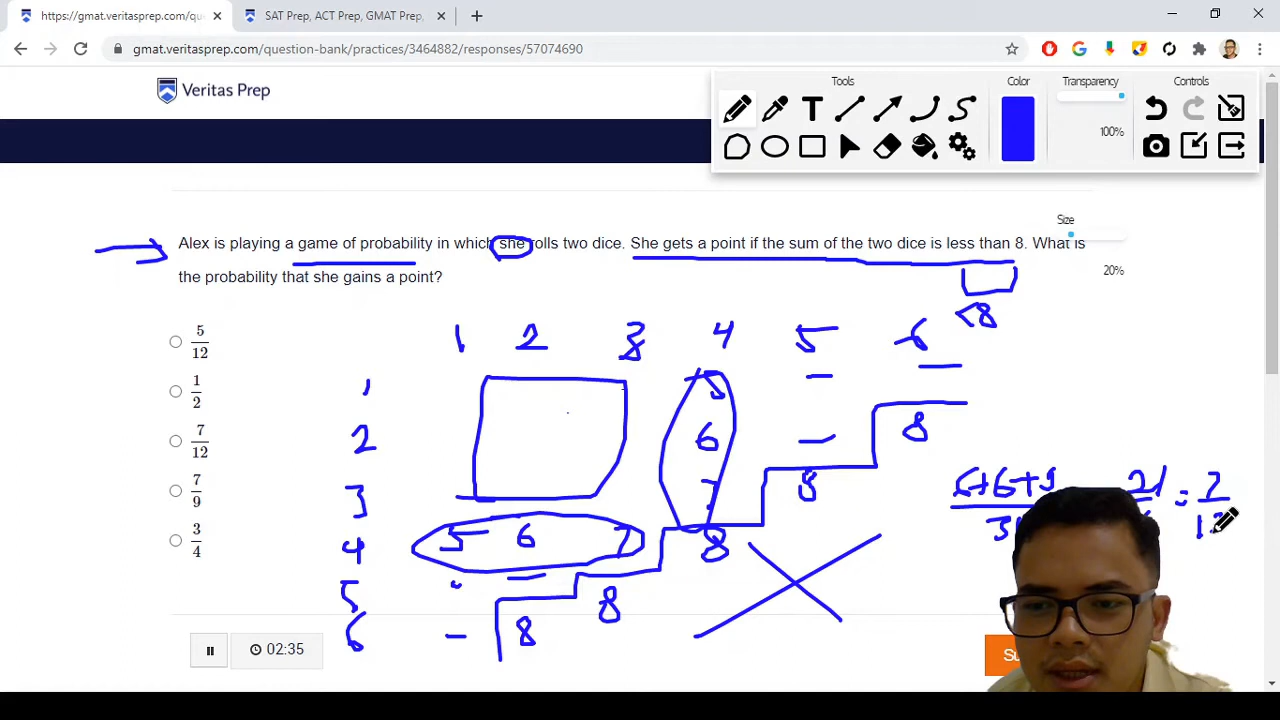 https://gmat.veritasprep.com/qu
SAT Prep, ACT Prep, GMAT Prep,
gmat.veritasprep.com/question-bank/practices/3464882/responses/57074690
Veritas Prep
Tools
Color
Transparency
Controls
100%
Size
20%
Alex is playing a game of probability in which she rolls two dice. She gets a point if the sum of the two dice is less than 8. What is
the probability that she gains a point?
<8
5/12
1/2
7/12
7/9
3/4
1 2 3 4 5 6
1 5
2 6 8
3 7 8
4 5 6 7 8
5 8
6 8
21
= 7
02:35
Su